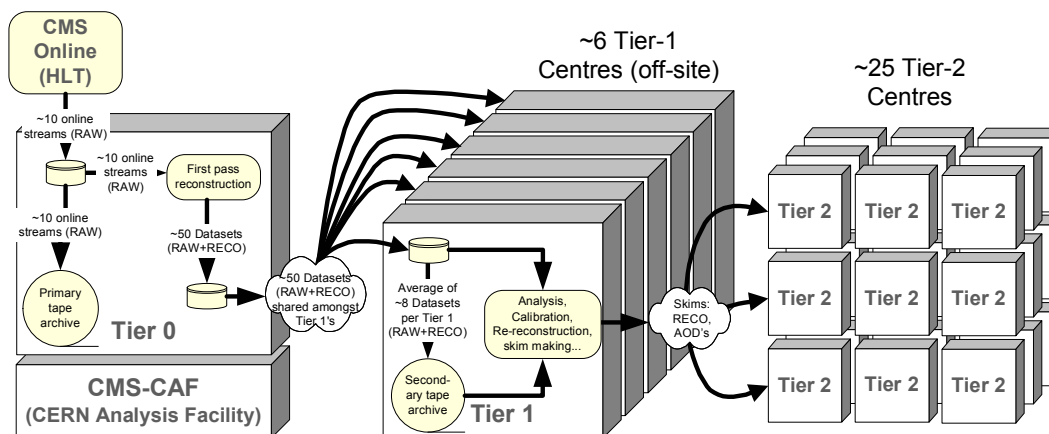 CMS
Online
(HLT)
~10 online
streams (RAW)
~10 online
streams
(RAW)
First pass
reconstruction
~10 online
streams (RAW)
~50 Datasets
(RAW+RECO)
Primary
tape
archive
Tier 0
CMS-CAF
(CERN Analysis Facility)
~50 Datasets
(RAW+RECO)
shared amongst
Tier 1's
~6 Tier-1
Centres (off-site)
Average of
~8 Datasets
per Tier 1
(RAW+RECO)
Analysis,
Calibration,
Re-reconstruction,
skim making...
Second-
ary tape
archive
Tier 1
Skims:
RECO,
AOD's
~25 Tier-2
Centres
Tier 2
Tier 2
Tier 2
Tier 2
Tier 2
Tier 2
Tier 2
Tier 2
Tier 2